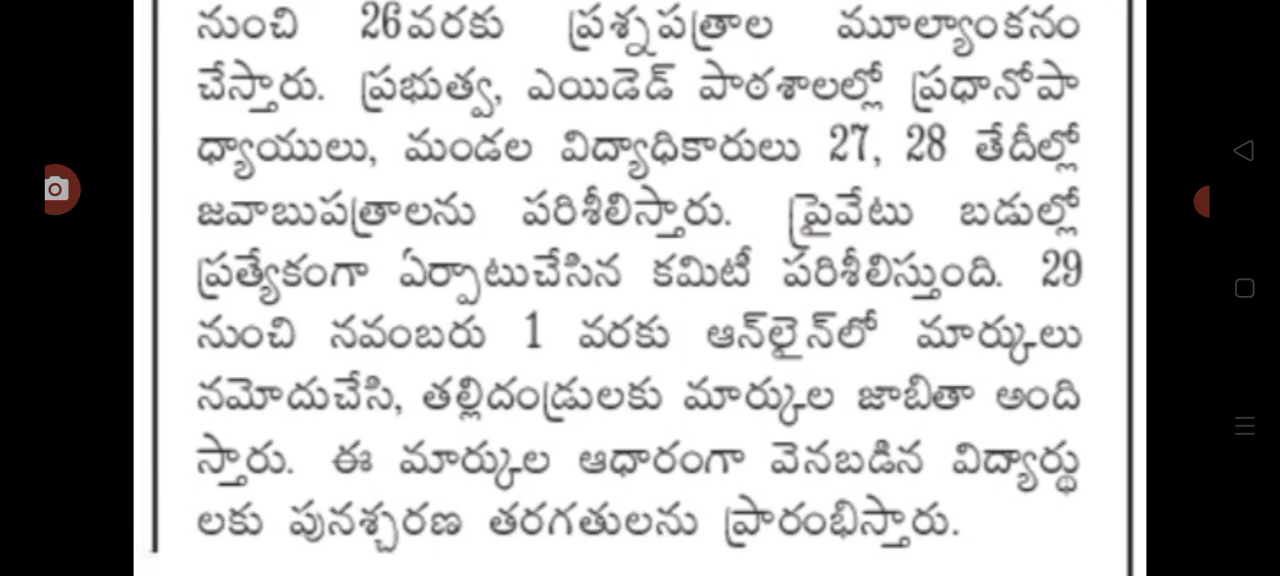 నుంచి 26వరకు ప్రశ్నపత్రాల మూల్యాంకనం
చేస్తారు. ప్రభుత్వ, ఎయిడెడ్ పాఠశాలల్లో ప్రధానోపా
ధ్యాయులు, మండల విద్యాధికారులు 27, 28 తేదీల్లో
జవాబుపత్రాలను పరిశీలిస్తారు. ప్రైవేటు బడుల్లో
ప్రత్యేకంగా ఏర్పాటుచేసిన కమిటీ పరిశీలిస్తుంది. 29
నుంచి నవంబరు 1 వరకు ఆన్‌లైన్‌లో మార్కులు
నమోదుచేసి, తల్లిదండ్రులకు మార్కుల జాబితా అంది
స్తారు. ఈ మార్కుల ఆధారంగా వెనబడిన విద్యార్థు
లకు పునశ్చరణ తరగతులను ప్రారంభిస్తారు.